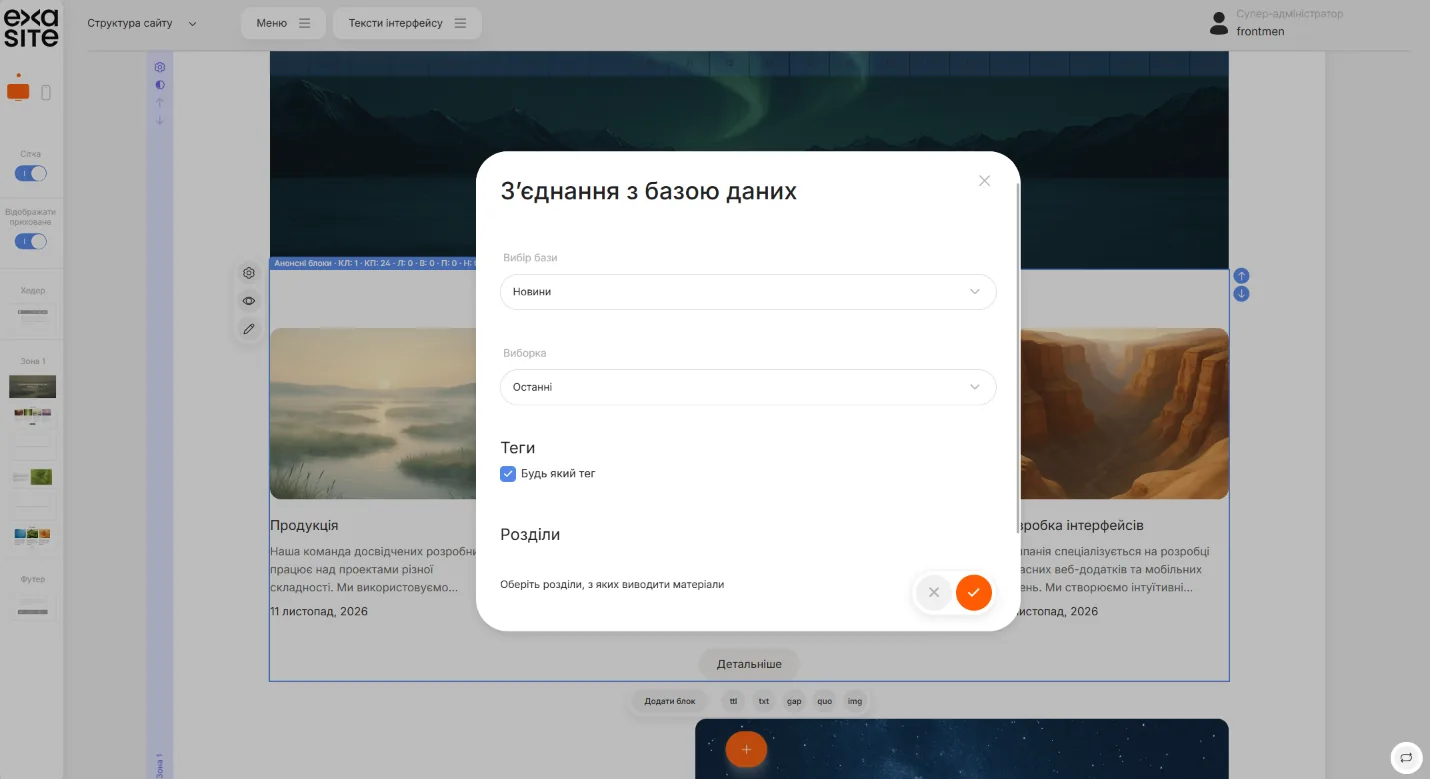 exa
SITE
Структура сайту
Меню
Тексти інтерфейсу
Супер-адміністратор
frontmen
Сітка
Відображати
приховане
Хедер
Зона 1
Футер
Зона 1
Анонсні блоки · КЛ: 1 · КП: 24 · Л: 0 · В: 0 · П: 0 · Н:
З’єднання з базою даних
Вибір бази
Новини
Виборка
Останні
Теги
Будь який тег
Розділи
Оберіть розділи, з яких виводити матеріали
Продукція
Наша команда досвідчених розробни
працює над проектами різної
складності. Ми використовуємо...
11 листопад, 2026
зробка інтерфейсів
мпанія спеціалізується на розробці
часних веб-додатків та мобільних
ень. Ми створюємо інтуїтивні...
истопад, 2026
Детальніше
Додати блок
ttl
txt
gap
quo
img